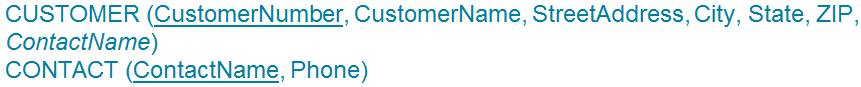 CUSTOMER (CustomerNumber, CustomerName, StreetAddress, City, State, ZIP,
ContactName)
CONTACT (ContactName, Phone)